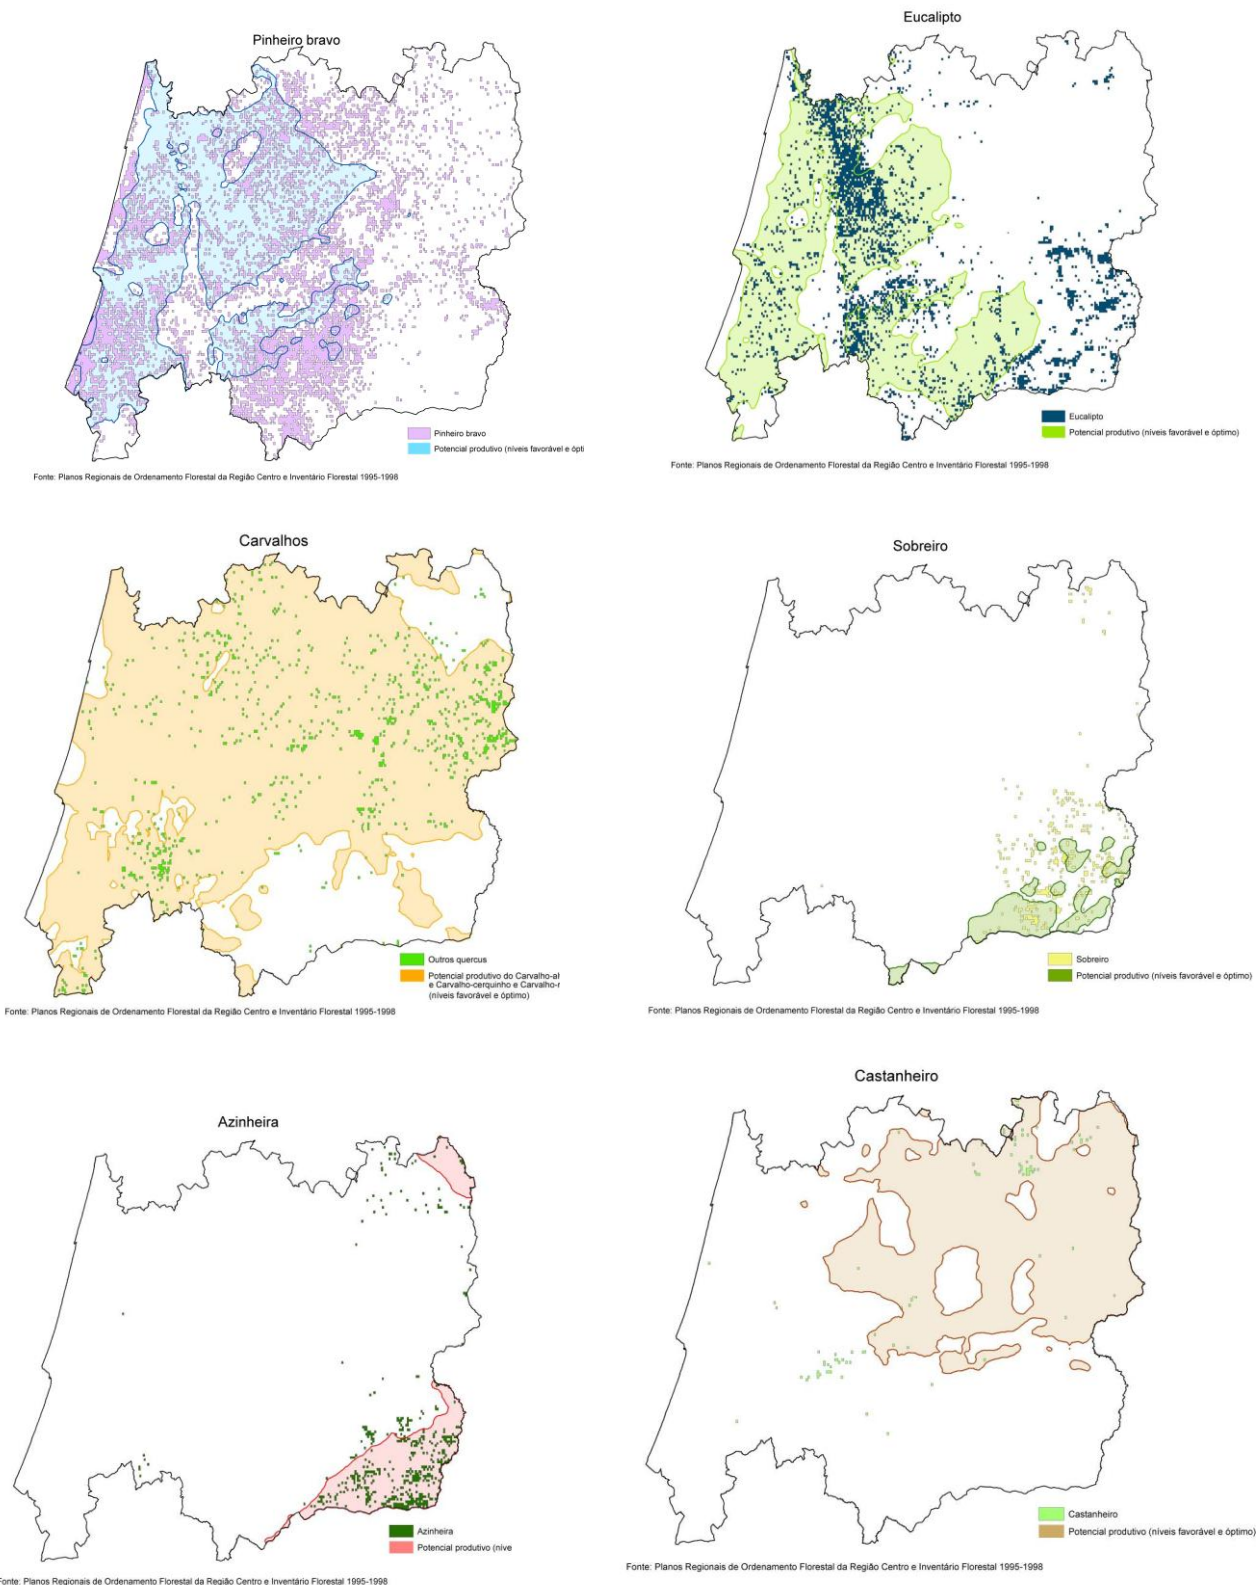 Pinheiro bravo
Pinheiro bravo
Potencial produtivo (níveis favorável e ópti
Fonte: Planos Regionais de Ordenamento Florestal da Região Centro e Inventário Florestal 1995-1998
Eucalipto
Eucalipto
Potencial produtivo (níveis favorável e óptimo)
Fonte: Planos Regionais de Ordenamento Florestal da Região Centro e Inventário Florestal 1995-1998
Carvalhos
Outros quercus
Potencial produtivo do Carvalho-al
e Carvalho-cerquinho e Carvalho-r
(níveis favorável e óptimo)
Fonte: Planos Regionais de Ordenamento Florestal da Região Centro e Inventário Florestal 1995-1998
Sobreiro
Sobreiro
Potencial produtivo (níveis favorável e óptimo)
Fonte: Planos Regionais de Ordenamento Florestal da Região Centro e Inventário Florestal 1995-1998
Azinheira
Azinheira
Potencial produtivo (níve
Fonte: Planos Regionais de Ordenamento Florestal da Região Centro e Inventário Florestal 1995-1998
Castanheiro
Castanheiro
Potencial produtivo (níveis favorável e óptimo)
Fonte: Planos Regionais de Ordenamento Florestal da Região Centro e Inventário Florestal 1995-1998